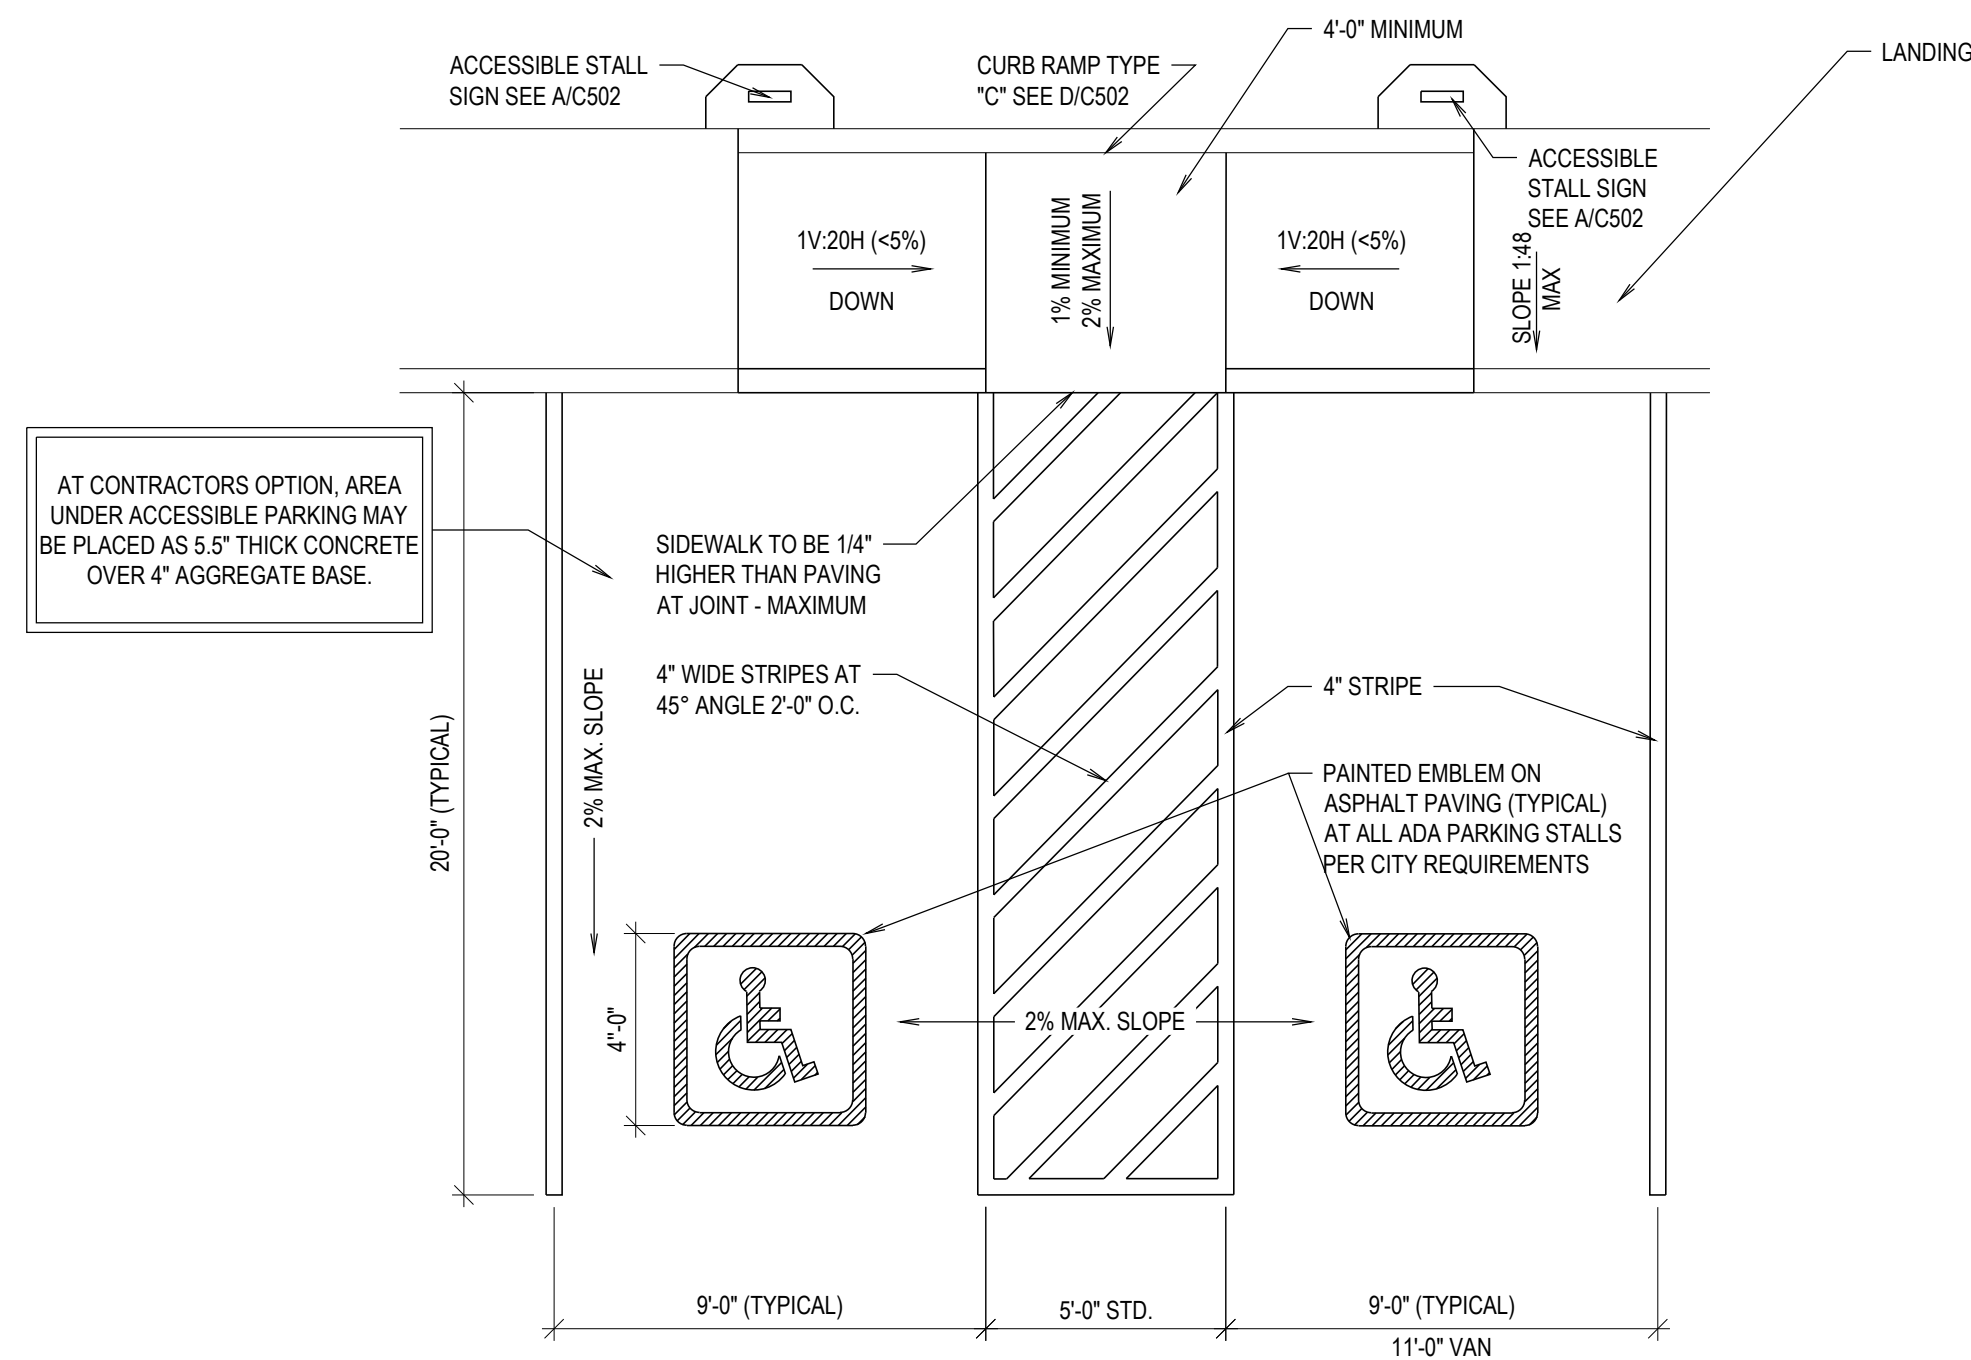 4'-0" MINIMUM
LANDING
ACCESSIBLE STALL
SIGN SEE A/C502
CURB RAMP TYPE
"C" SEE D/C502
ACCESSIBLE
STALL SIGN
SEE A/C502
1V:20H (<5%)
DOWN
1% MINIMUM
2% MAXIMUM
1V:20H (<5%)
DOWN
SLOPE 1:48
MAX
AT CONTRACTORS OPTION, AREA
UNDER ACCESSIBLE PARKING MAY
BE PLACED AS 5.5" THICK CONCRETE
OVER 4" AGGREGATE BASE.
SIDEWALK TO BE 1/4"
HIGHER THAN PAVING
AT JOINT - MAXIMUM
4" WIDE STRIPES AT
45° ANGLE 2'-0" O.C.
4" STRIPE
20'-0" (TYPICAL)
2% MAX. SLOPE
PAINTED EMBLEM ON
ASPHALT PAVING (TYPICAL)
AT ALL ADA PARKING STALLS
PER CITY REQUIREMENTS
4"-0"
2% MAX. SLOPE
9'-0" (TYPICAL)
5'-0" STD.
9'-0" (TYPICAL)
11'-0" VAN